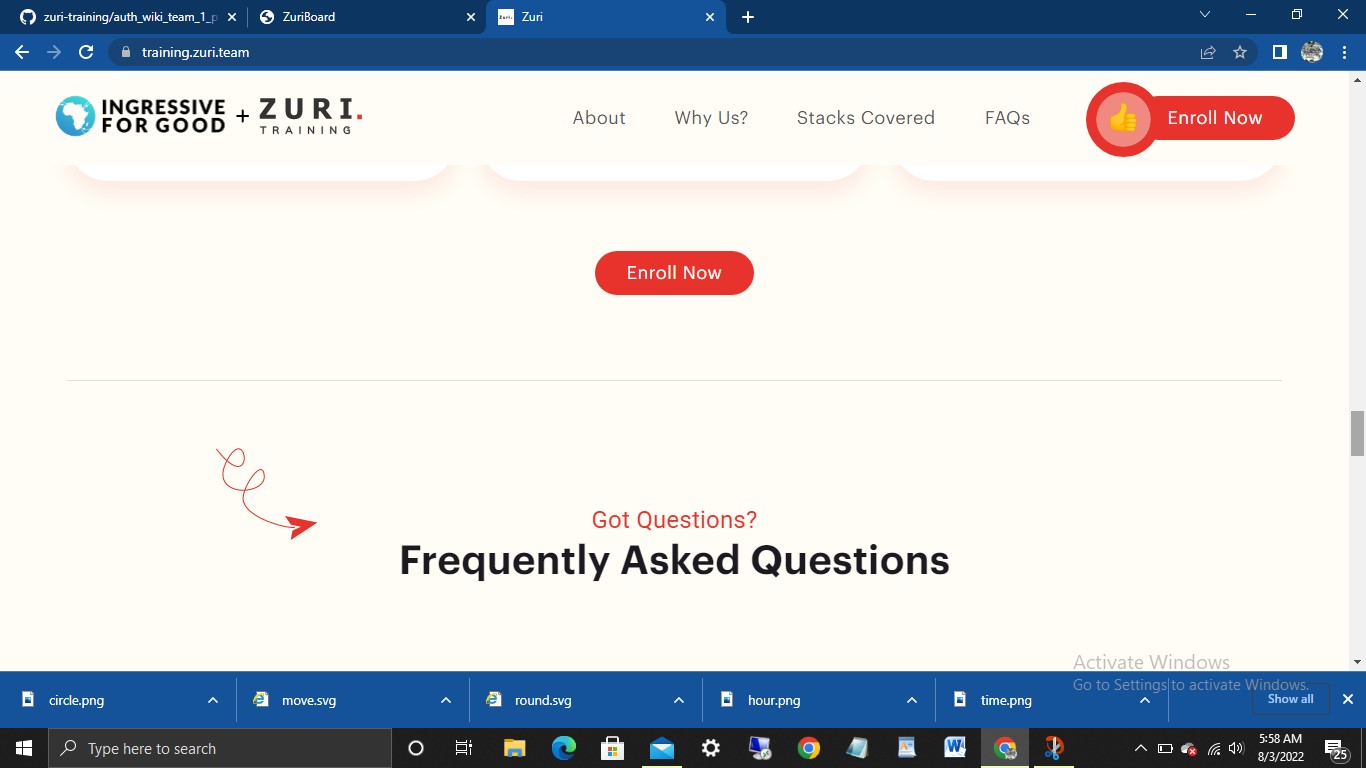 zuri-training/auth_wiki_team_1_p
ZuriBoard
Zuri
training.zuri.team
INGRESSIVE
FOR GOOD
+
ZURI.
TRAINING
About
Why Us?
Stacks Covered
FAQs
Enroll Now
Enroll Now
Got Questions?
Frequently Asked Questions
Activate Windows
Go to Settings to activate Windows.
circle.png
move.svg
round.svg
hour.png
time.png
Show all
Type here to search
5:58 AM
8/3/2022
25